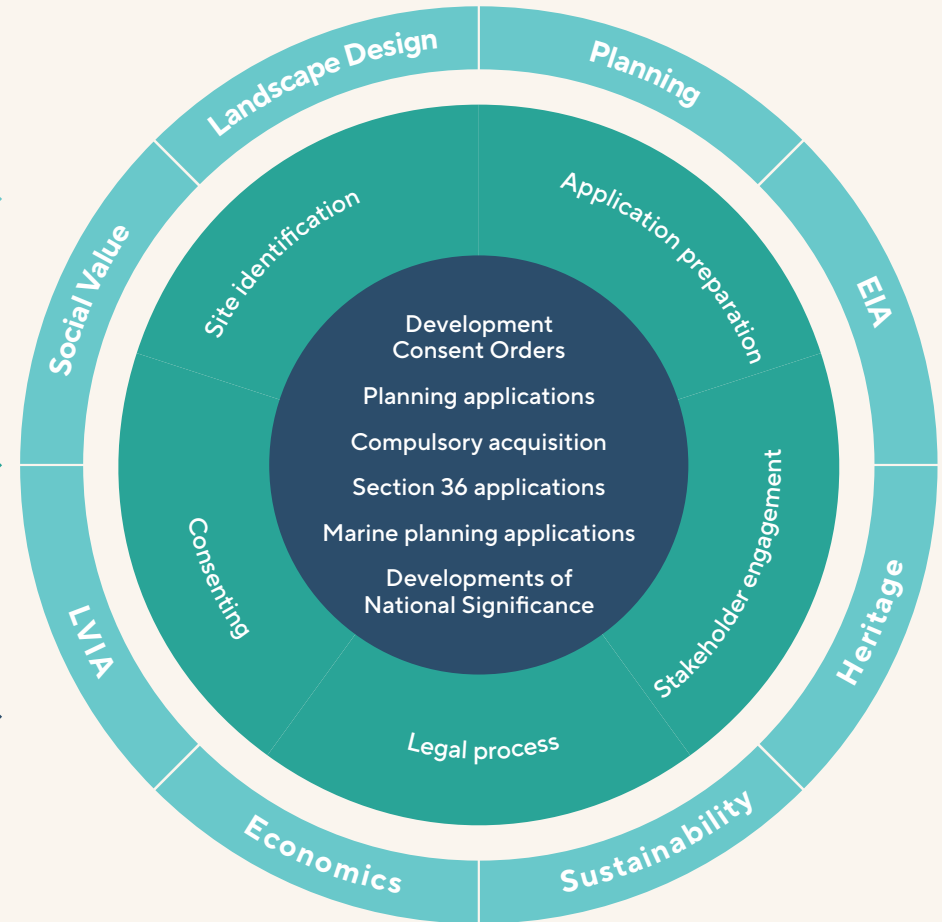 Landscape Design
Planning
EIA
Heritage
Sustainability
Economics
LVIA
Social Value
Site identification
Application preparation
Stakeholder engagement
Legal process
Consenting
Development
Consent Orders
Planning applications
Compulsory acquisition
Section 36 applications
Marine planning applications
Developments of
National Significance